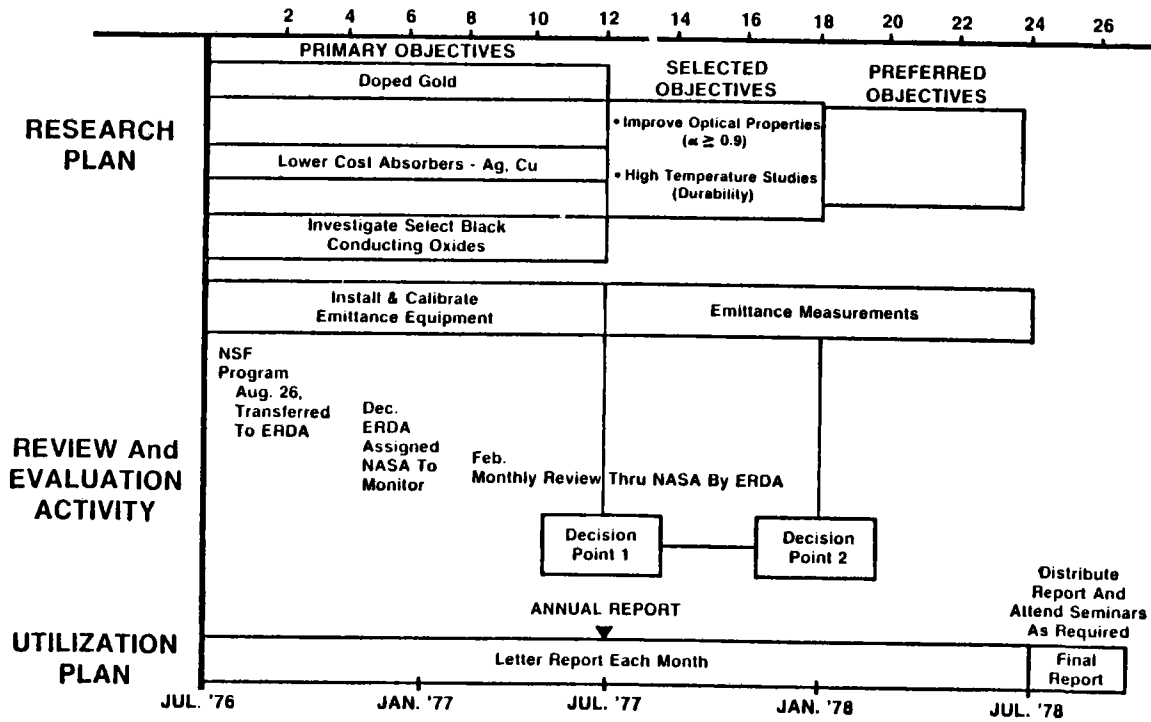 2 4 6 8 10 12 14 16 18 20 22 24 26
PRIMARY OBJECTIVES
Doped Gold
Lower Cost Absorbers - Ag, Cu
Investigate Select Black
Conducting Oxides
SELECTED
OBJECTIVES
• Improve Optical Properties
(α ≧ 0.9)
• High Temperature Studies
(Durability)
PREFERRED
OBJECTIVES
RESEARCH
PLAN
Install & Calibrate
Emittance Equipment
Emittance Measurements
NSF
Program
Aug. 26,
Transferred
To ERDA
Dec.
ERDA
Assigned
NASA To
Monitor
Feb.
Monthly Review Thru NASA By ERDA
REVIEW And
EVALUATION
ACTIVITY
Decision
Point 1
Decision
Point 2
Distribute
Report And
Attend Seminars
As Required
ANNUAL REPORT
UTILIZATION
PLAN
Letter Report Each Month
Final
Report
JUL. '76 JAN. '77 JUL. '77 JAN. '78 JUL. '78